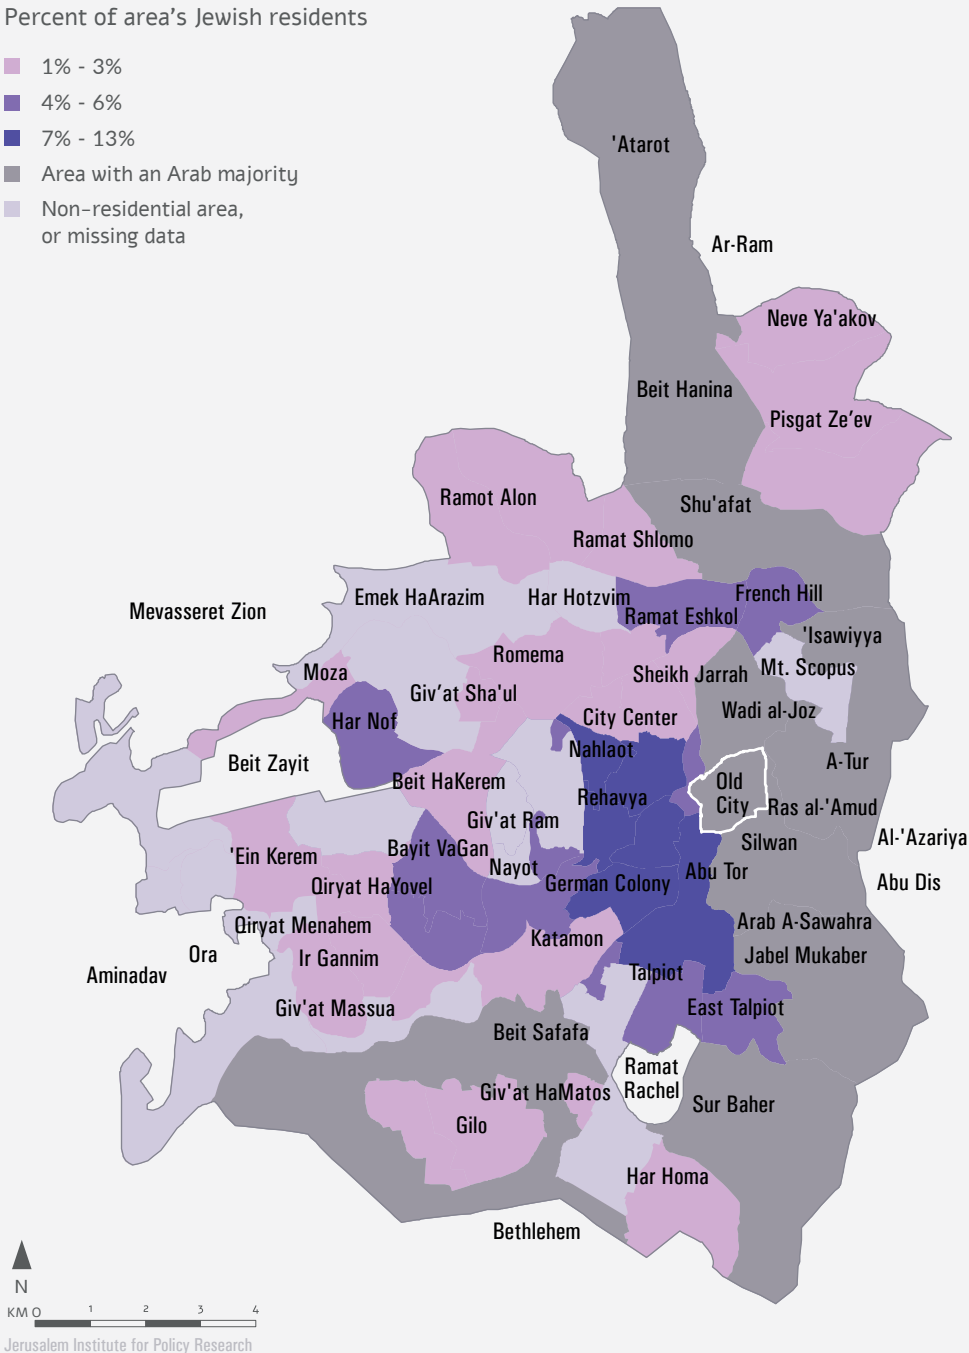 Percent of area's Jewish residents
1% - 3%
4% - 6%
7% - 13%
Area with an Arab majority
Non-residential area,
or missing data
'Atarot
Ar-Ram
Neve Ya'akov
Beit Hanina
Pisgat Ze’ev
Ramot Alon
Shu'afat
Ramat Shlomo
Mevasseret Zion
Emek HaArazim
Har Hotzvim
French Hill
Ramat Eshkol
'Isawiyya
Romema
Moza
Sheikh Jarrah
Mt. Scopus
Giv’at Sha'ul
Har Nof
City Center
Wadi al-Joz
Nahlaot
Beit Zayit
A-Tur
Beit HaKerem
Old
City
Rehavya
Ras al-'Amud
Giv'at Ram
Al-'Azariya
Silwan
'Ein Kerem
Bayit VaGan
Nayot
Abu Tor
Abu Dis
Qiryat HaYovel
German Colony
Qiryat Menahem
Arab A-Sawahra
Ora
Ir Gannim
Katamon
Jabel Mukaber
Aminadav
Talpiot
Giv'at Massua
East Talpiot
Beit Safafa
Ramat
Rachel
Giv'at HaMatos
Sur Baher
Gilo
Har Homa
Bethlehem
N
KM 0 1 2 3 4
Jerusalem Institute for Policy Research